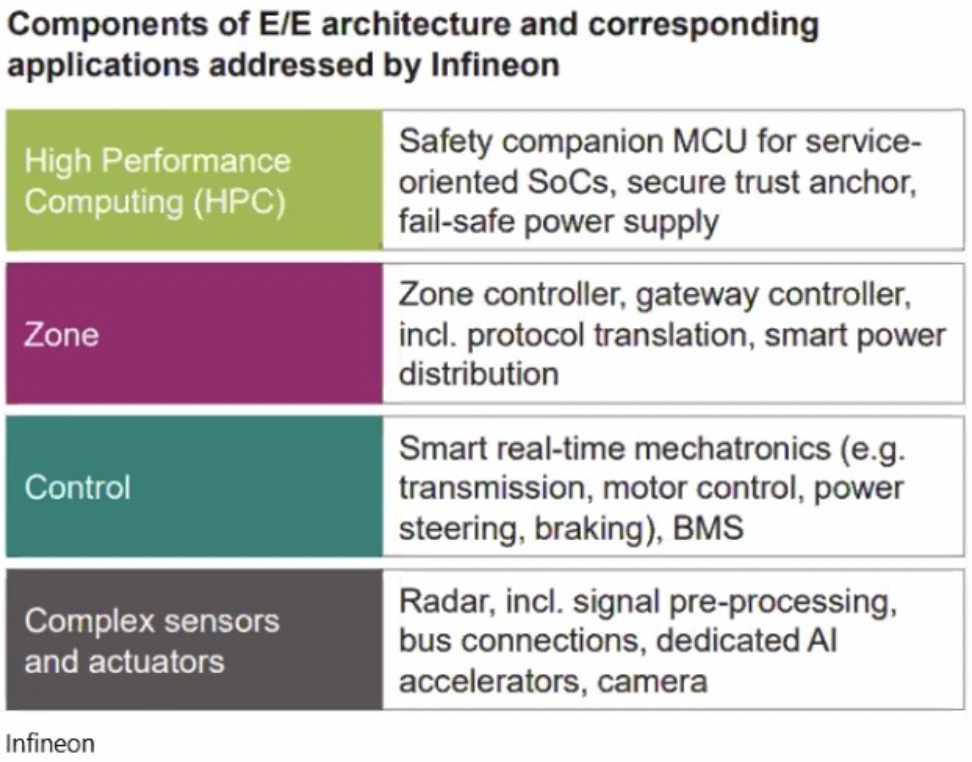 Components of E/E architecture and corresponding
applications addressed by Infineon
High Performance
Computing (HPC)
Safety companion MCU for service-
oriented SoCs, secure trust anchor,
fail-safe power supply
Zone
Zone controller, gateway controller,
incl. protocol translation, smart power
distribution
Control
Smart real-time mechatronics (e.g.
transmission, motor control, power
steering, braking), BMS
Complex sensors
and actuators
Radar, incl. signal pre-processing,
bus connections, dedicated AI
accelerators, camera
Infineon